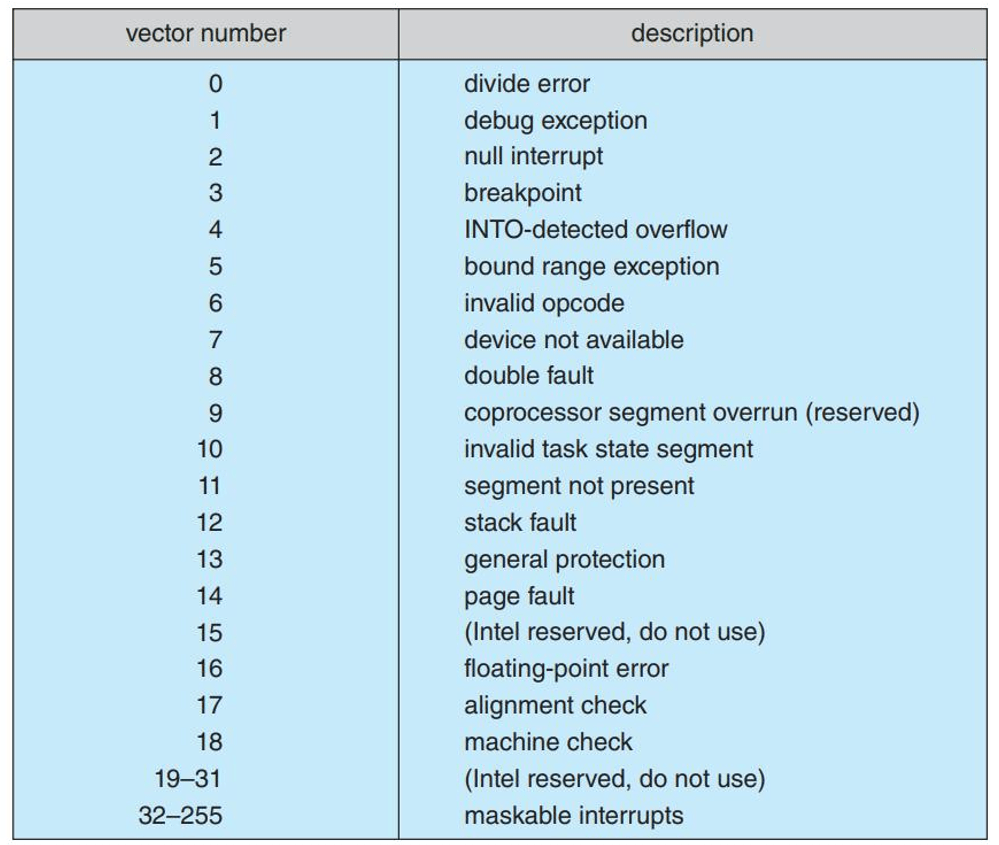 vector number description
0 divide error
1 debug exception
2 null interrupt
3 breakpoint
4 INTO-detected overflow
5 bound range exception
6 invalid opcode
7 device not available
8 double fault
9 coprocessor segment overrun (reserved)
10 invalid task state segment
11 segment not present
12 stack fault
13 general protection
14 page fault
15 (Intel reserved, do not use)
16 floating-point error
17 alignment check
18 machine check
19–31 (Intel reserved, do not use)
32–255 maskable interrupts